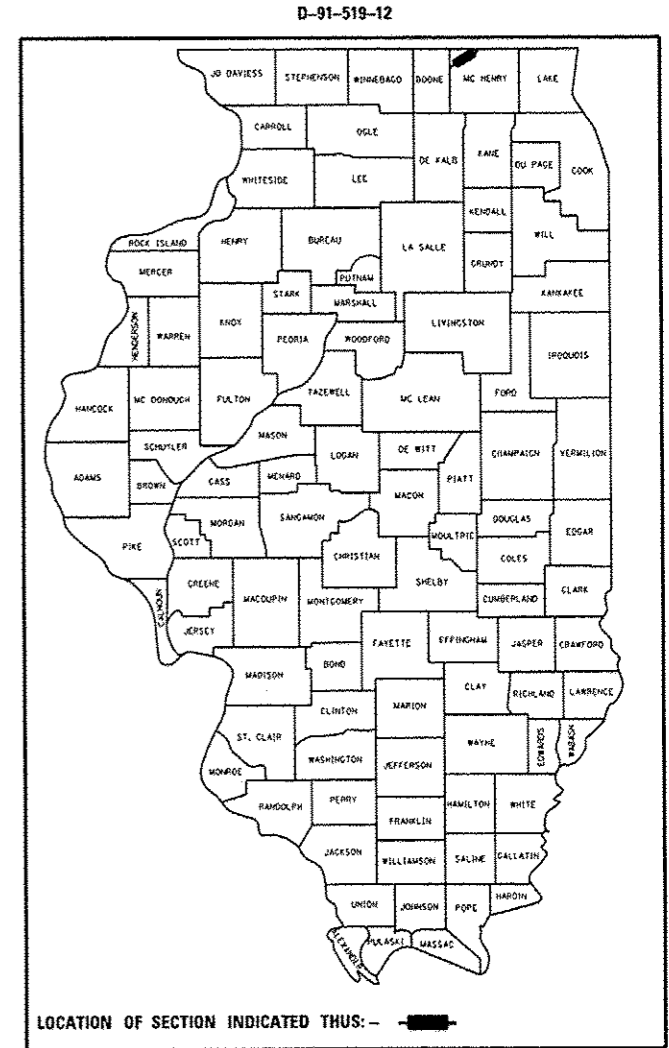 D-91-519-12
JO DAVIESS STEPHENSON WINNEBAGO BOONE MC HENRY LAKE
CARROLL OGLE DE KALB KANE DU PAGE COOK
WHITESIDE LEE
KENDALL WILL
ROCK ISLAND HENRY BUREAU LA SALLE GRUNDY
MERCER PUTNAM KANKAKEE
STARK MARSHALL
HENDERSON WARREN KNOX PEORIA WOODFORD LIVINGSTON IROQUOIS
HANCOCK MC DONOUGH FULTON TAZEWELL MC LEAN FORD
SCHUYLER MASON LOGAN DE WITT CHAMPAIGN VERMILION
ADAMS BROWN CASS MENARD MACON PIATT
PIKE SCOTT MORGAN SANGAMON CHRISTIAN MOULTRIE DOUGLAS EDGAR
COLES
CALHOUN GREENE MACOUPIN MONTGOMERY SHELBY CUMBERLAND CLARK
JERSEY FAYETTE EFFINGHAM JASPER CRAWFORD
MADISON BOND
CLINTON MARION CLAY RICHLAND LAWRENCE
ST. CLAIR WASHINGTON JEFFERSON WAYNE EDWARDS WABASH
MONROE
RANDOLPH PERRY FRANKLIN HAMILTON WHITE
JACKSON WILLIAMSON SALINE GALLATIN
UNION JOHNSON POPE HARDIN
ALEXANDER PULASKI MASSAC
LOCATION OF SECTION INDICATED THUS: –